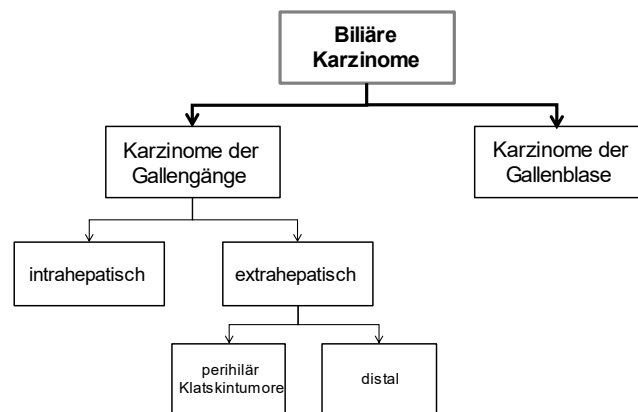 Biliäre
Karzinome
Karzinome der
Gallengänge
Karzinome der
Gallenblase
intrahepatisch
extrahepatisch
perihilär
Klatskintumore
distal